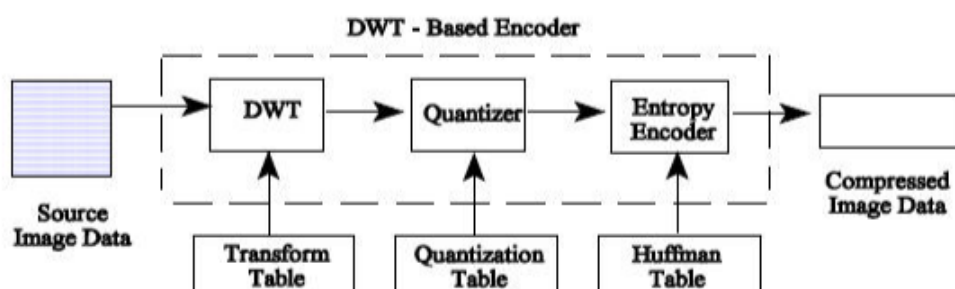 DWT - Based Encoder
DWT
Quantizer
Entropy
Encoder
Source
Image Data
Compressed
Image Data
Transform
Table
Quantization
Table
Huffman
Table